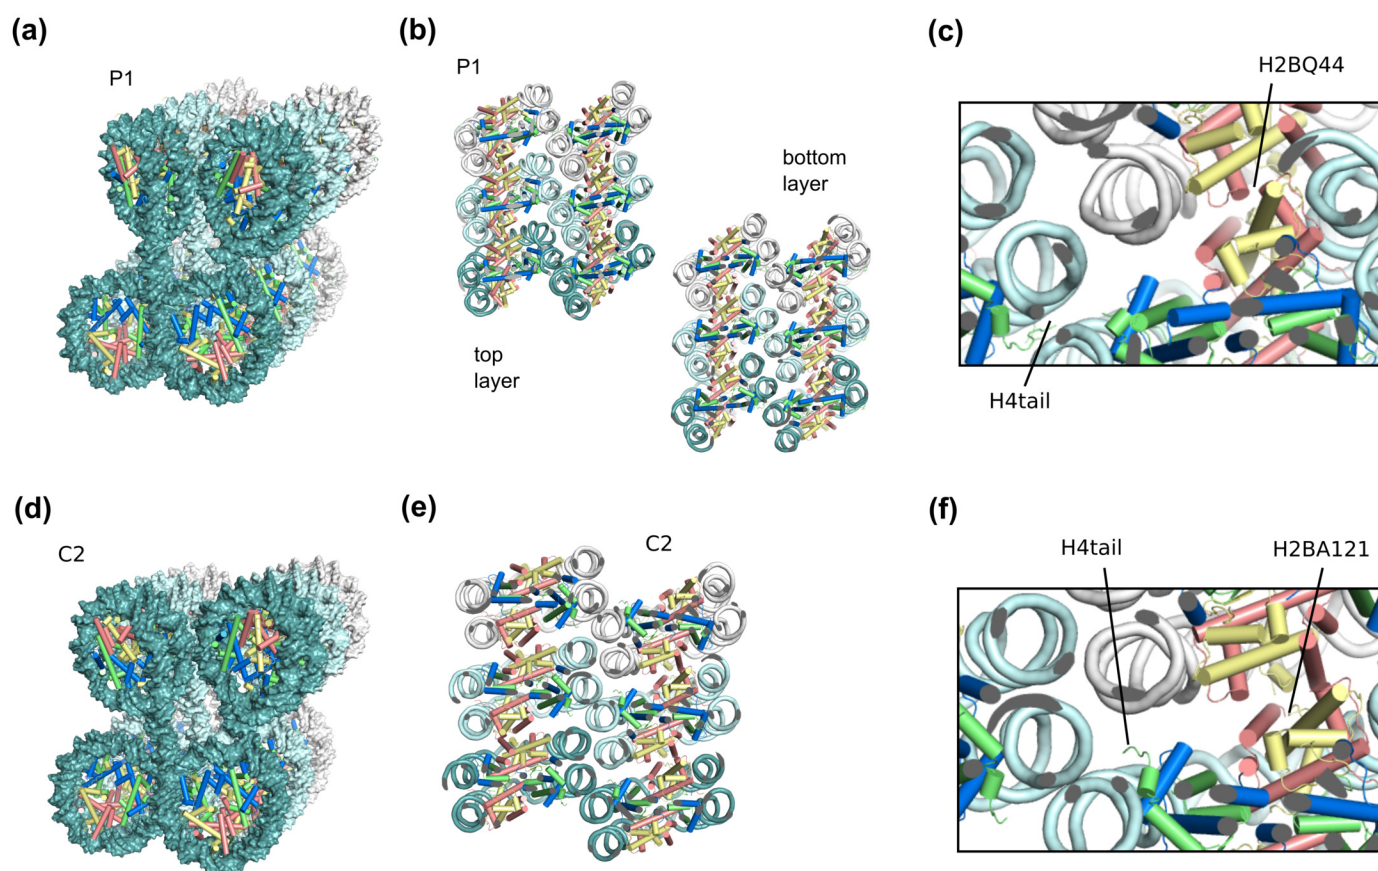 (a)
P1
(b)
P1
top
layer
bottom
layer
(c)
H2BQ44
H4tail
(d)
C2
(e)
C2
(f)
H4tail
H2BA121